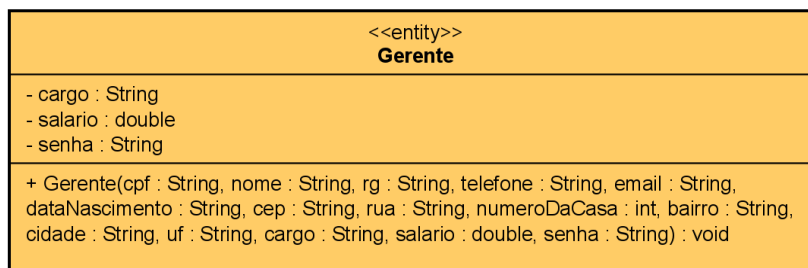 <<entity>>
Gerente
- cargo : String
- salario : double
- senha : String
+ Gerente(cpf : String, nome : String, rg : String, telefone : String, email : String,
dataNascimento : String, cep : String, rua : String, numeroDaCasa : int, bairro : String,
cidade : String, uf : String, cargo : String, salario : double, senha : String) : void